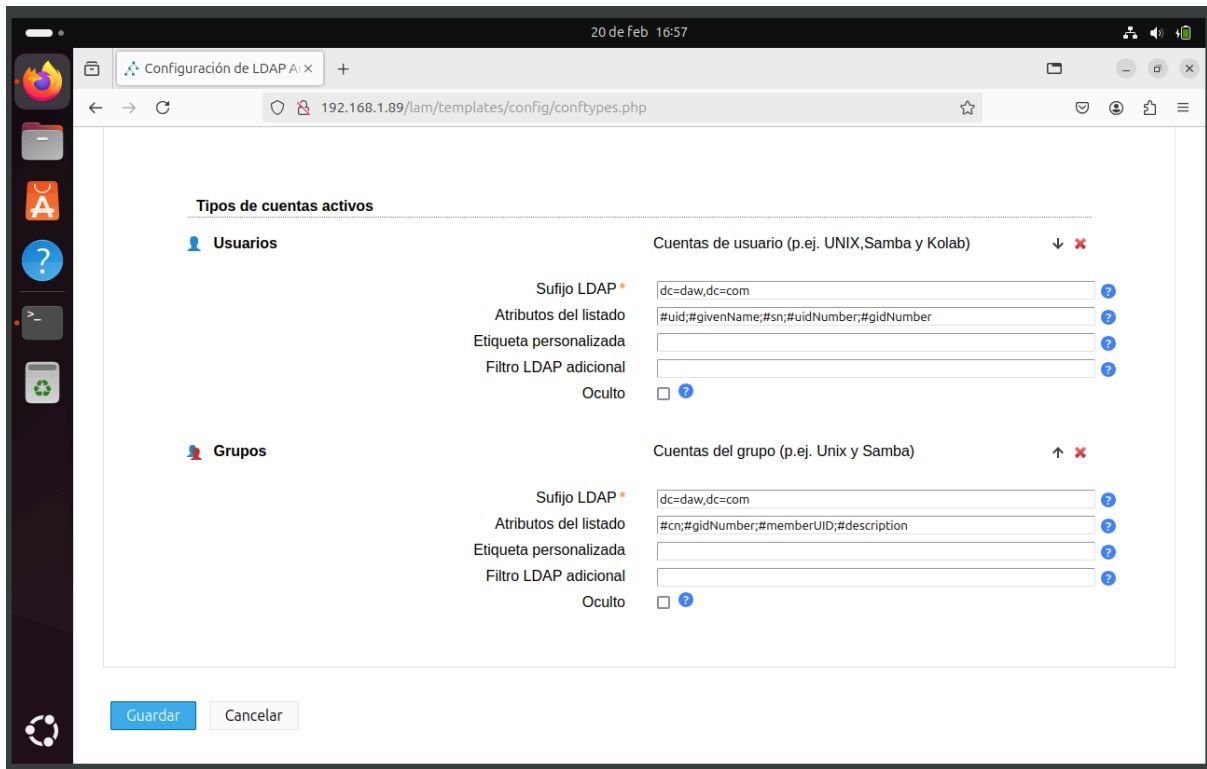 20 de feb 16:57
Configuración de LDAP A
192.168.1.89/lam/templates/config/conftypes.php
Tipos de cuentas activos
Usuarios Cuentas de usuario (p.ej. UNIX,Samba y Kolab)
Sufijo LDAP * dc=daw,dc=com
Atributos del listado #uid;#givenName;#sn;#uidNumber;#gidNumber
Etiqueta personalizada
Filtro LDAP adicional
Oculto
Grupos Cuentas del grupo (p.ej. Unix y Samba)
Sufijo LDAP * dc=daw,dc=com
Atributos del listado #cn;#gidNumber;#memberUID;#description
Etiqueta personalizada
Filtro LDAP adicional
Oculto
Guardar Cancelar